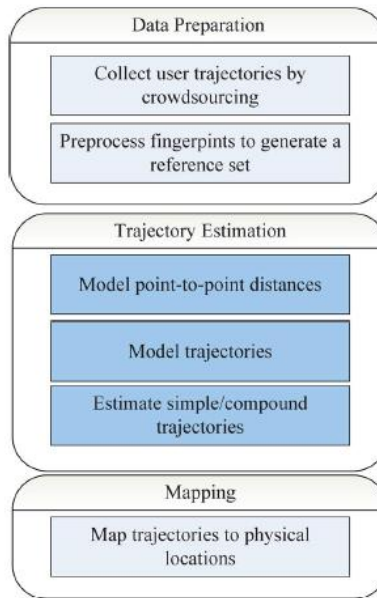 Data Preparation
Collect user trajectories by
crowdsourcing
Preprocess fingerpints to generate a
reference set
Trajectory Estimation
Model point-to-point distances
Model trajectories
Estimate simple/compound
trajectories
Mapping
Map trajectories to physical
locations